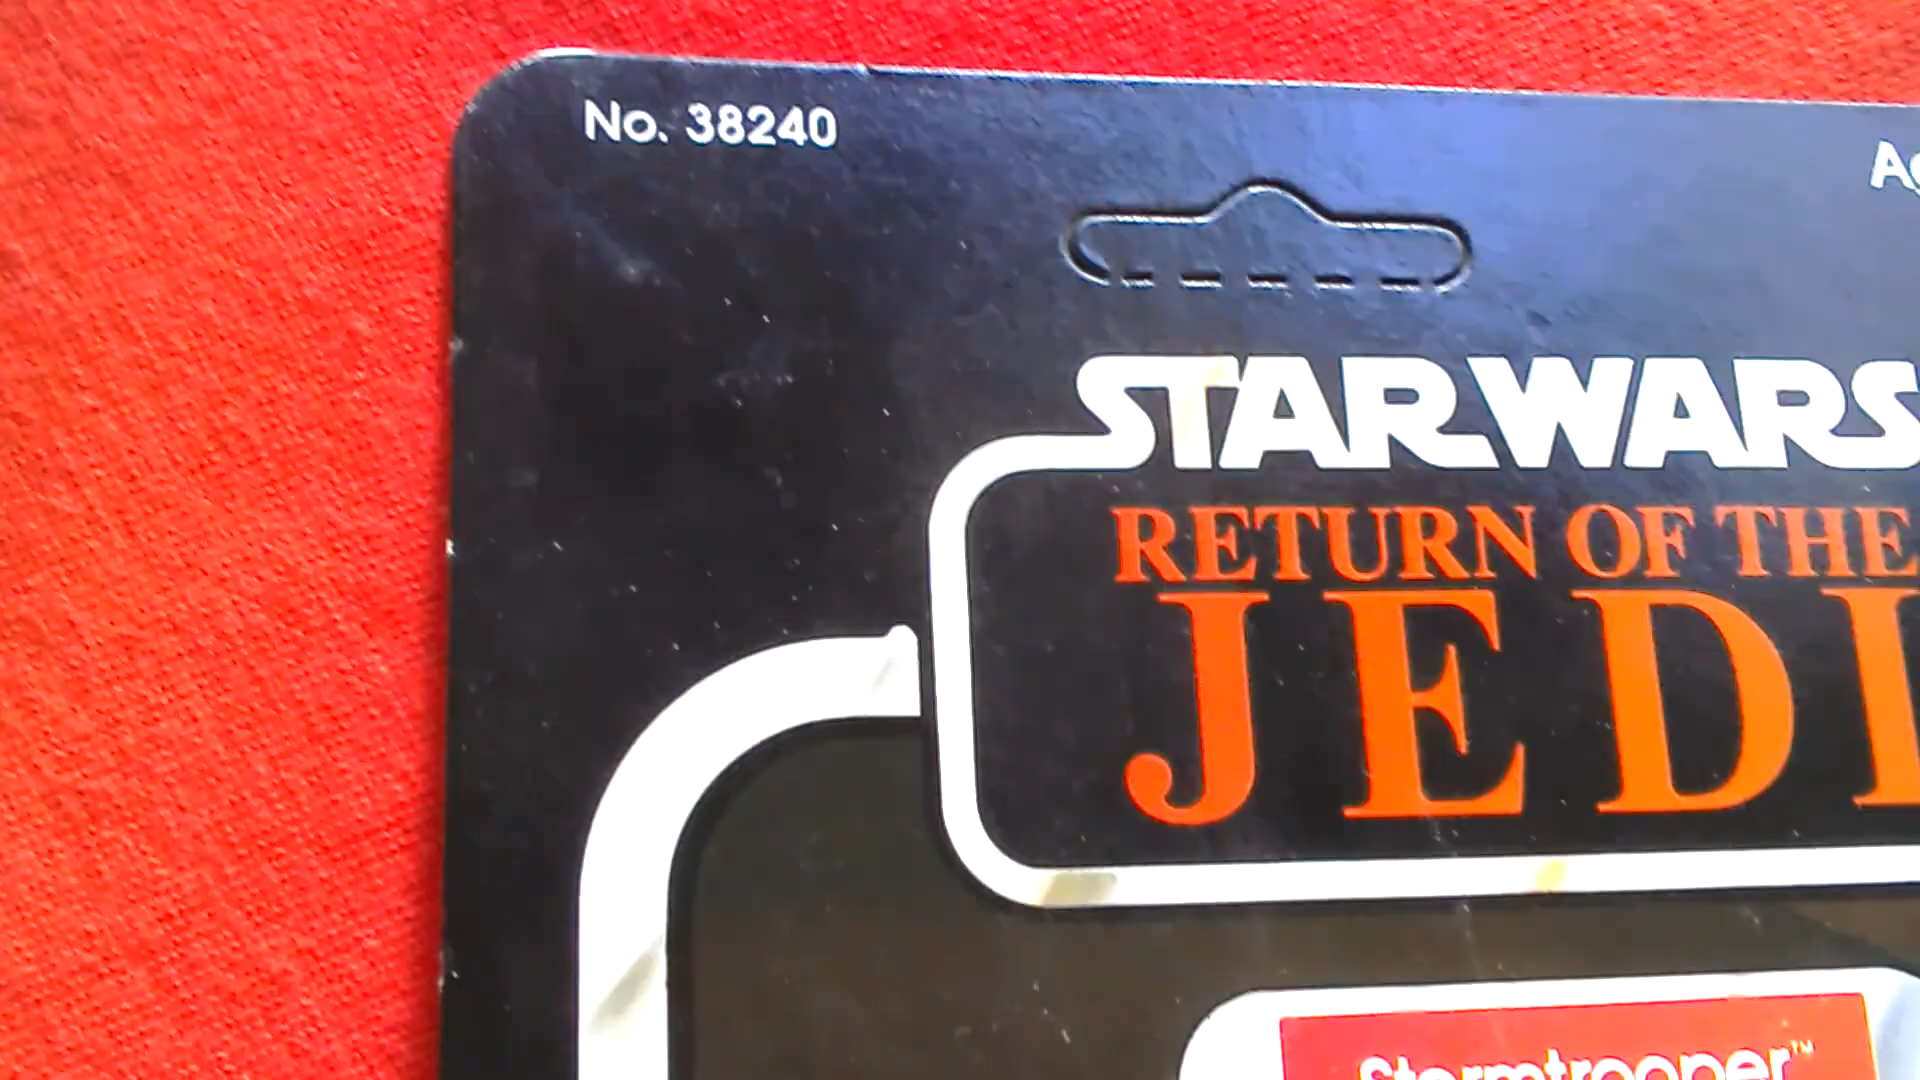 No. 38240
STAR WARS
RETURN OF THE
JEDI
Stormtrooper™